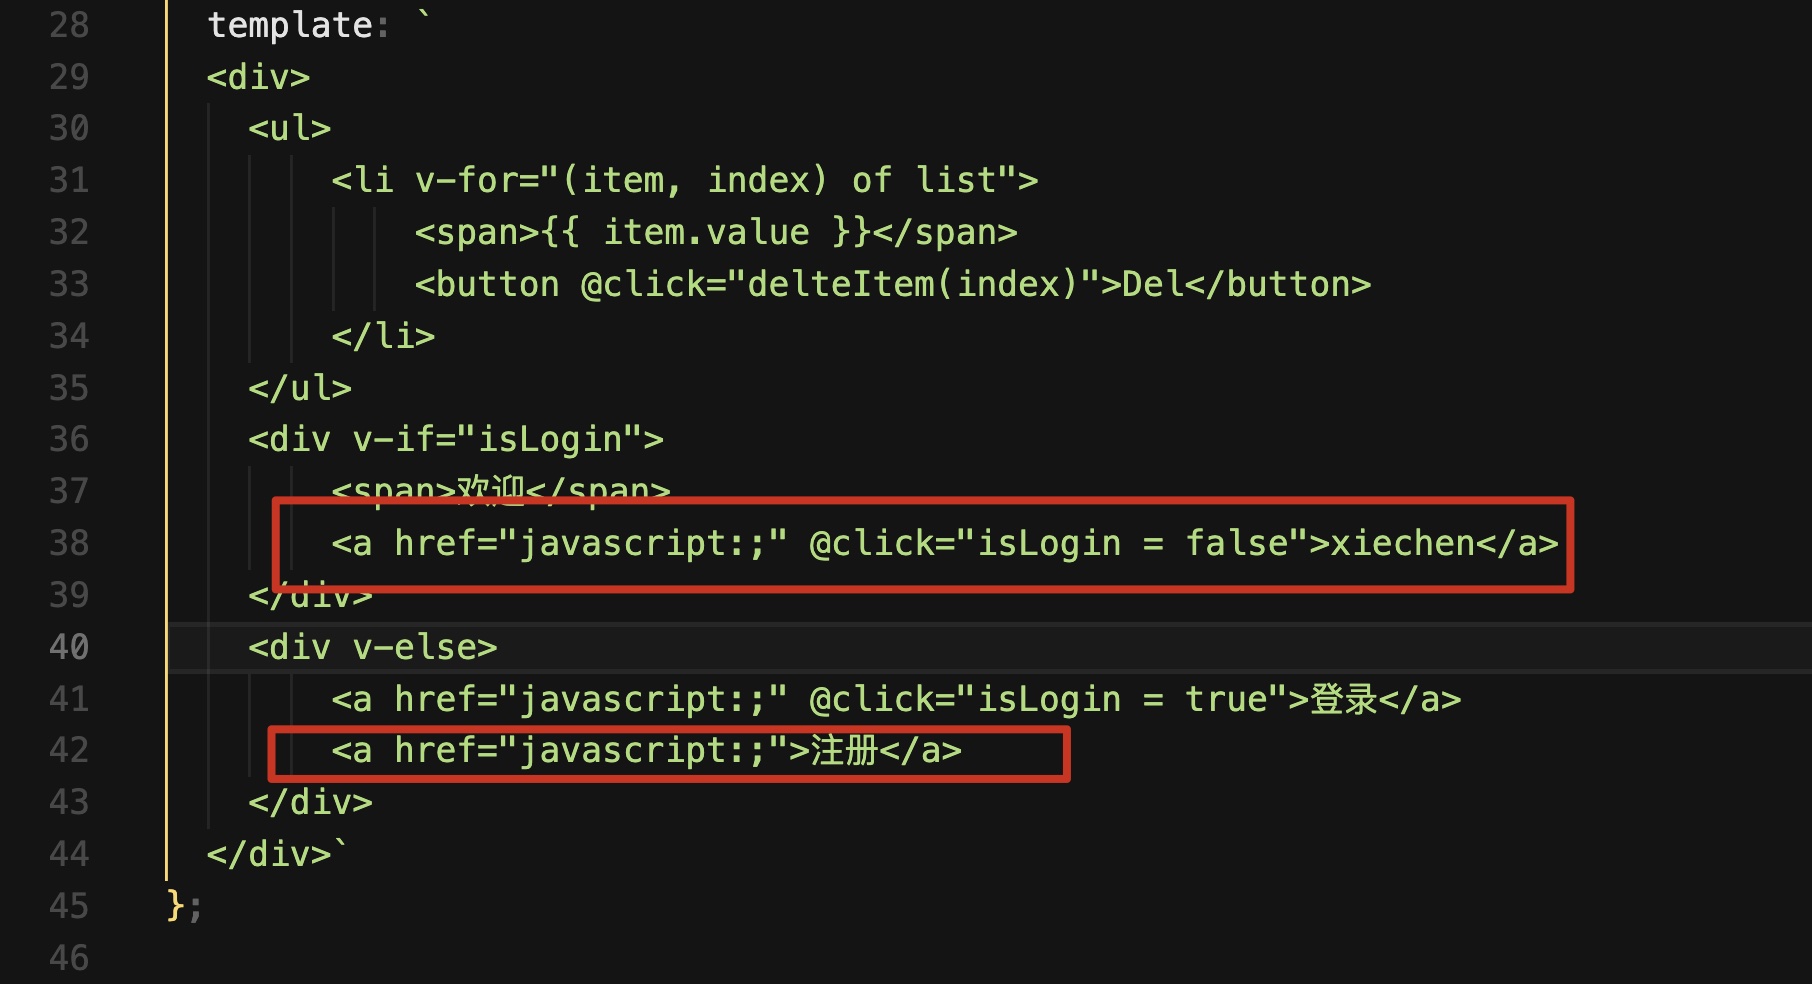 28 template: `
29 <div>
30 <ul>
31 <li v-for="(item, index) of list">
32 <span>{{ item.value }}</span>
33 <button @click="delteItem(index)">Del</button>
34 </li>
35 </ul>
36 <div v-if="isLogin">
37 <span>欢迎</span>
38 <a href="javascript:;" @click="isLogin = false">xiechen</a>
39 </div>
40 <div v-else>
41 <a href="javascript:;" @click="isLogin = true">登录</a>
42 <a href="javascript:;">注册</a>
43 </div>
44 </div>`
45 };
46